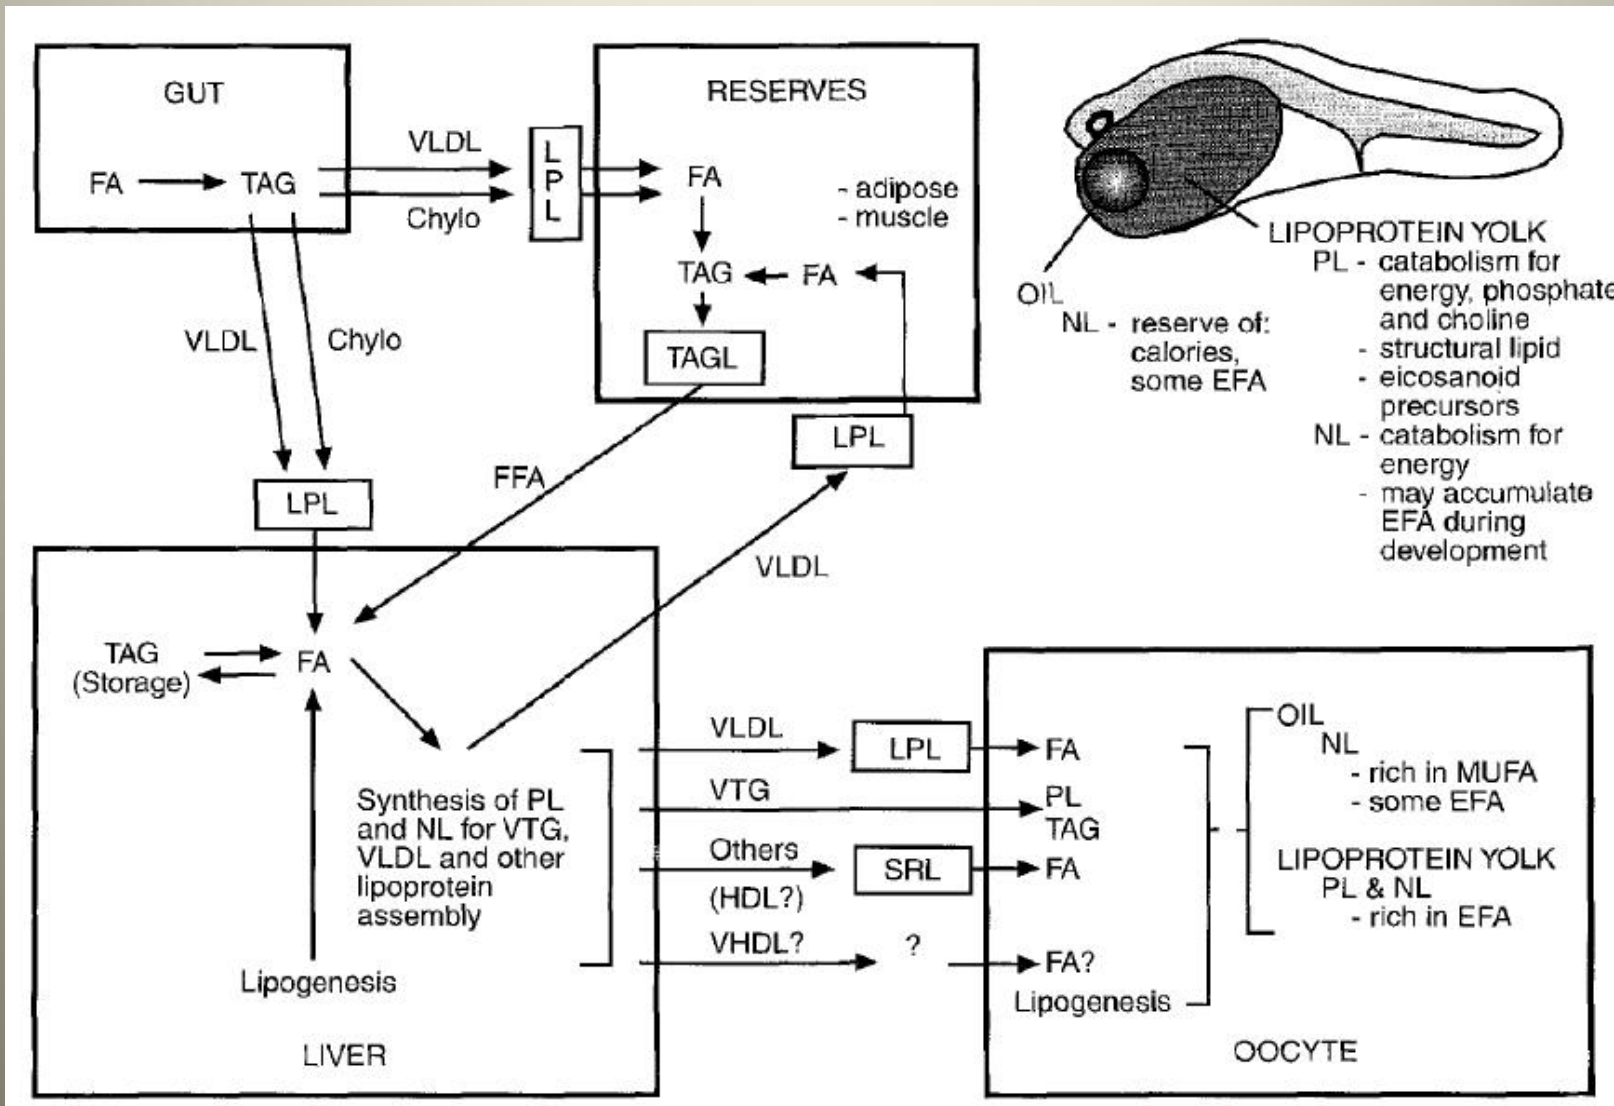 GUT
FA
TAG
VLDL
Chylo
L
P
L
VLDL
Chylo
LPL
RESERVES
FA
- adipose
- muscle
TAG
FA
TAGL
LPL
FFA
VLDL
OIL
NL - reserve of:
calories,
some EFA
LIPOPROTEIN YOLK
PL - catabolism for
energy, phosphate
and choline
- structural lipid
- eicosanoid
precursors
NL - catabolism for
energy
- may accumulate
EFA during
development
TAG
(Storage)
FA
Synthesis of PL
and NL for VTG,
VLDL and other
lipoprotein
assembly
Lipogenesis
LIVER
VLDL
LPL
FA
VTG
PL
TAG
Others
(HDL?)
SRL
FA
VHDL?
?
FA?
Lipogenesis
OIL
NL
- rich in MUFA
- some EFA
LIPOPROTEIN YOLK
PL & NL
- rich in EFA
OOCYTE